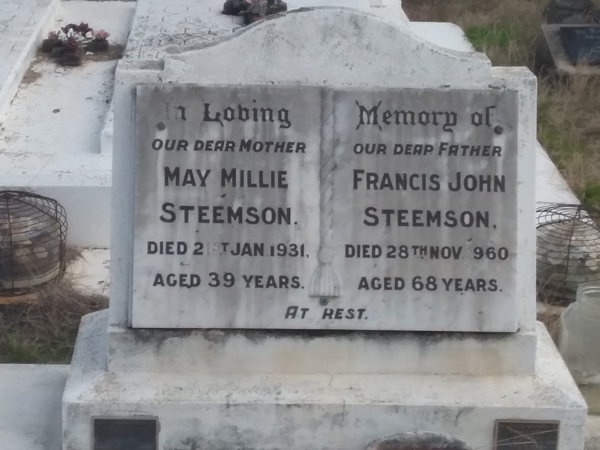 In Loving Memory of
OUR DEAR MOTHER
MAY MILLIE
STEEMSON.
DIED 21ST JAN 1931.
AGED 39 YEARS.
OUR DEAR FATHER
FRANCIS JOHN
STEEMSON,
DIED 28TH NOV 1960
AGED 68 YEARS.
AT REST.